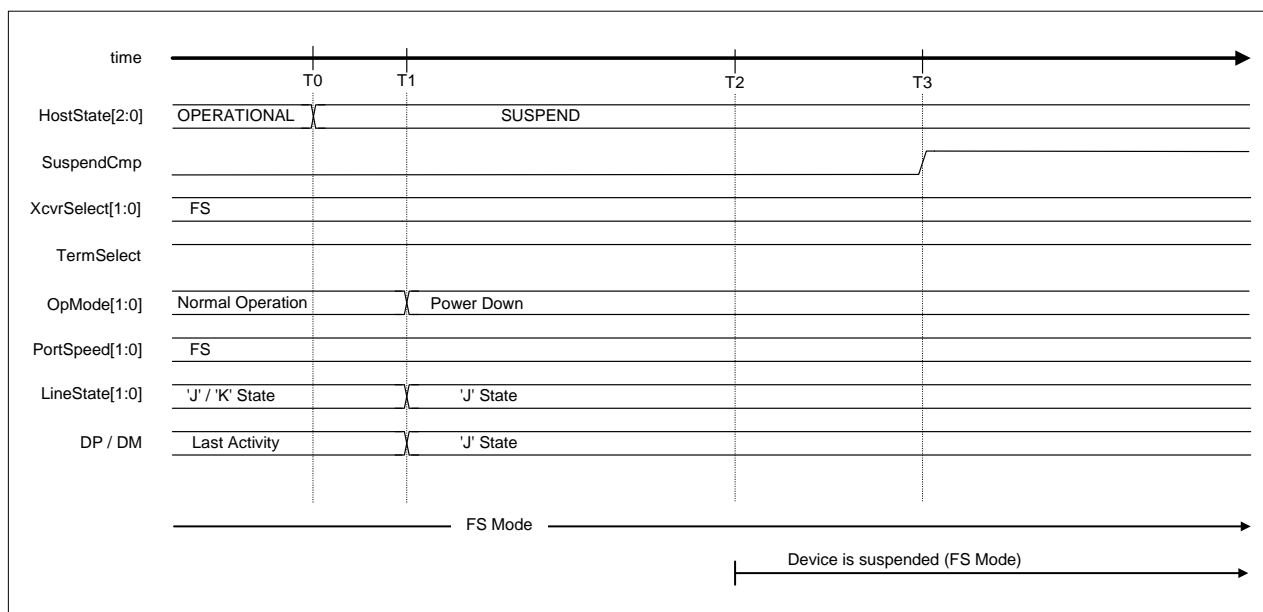 time
T0 T1 T2 T3
HostState[2:0] OPERATIONAL SUSPEND
SuspendCmp
XcvrSelect[1:0] FS
TermSelect
OpMode[1:0] Normal Operation Power Down
PortSpeed[1:0] FS
LineState[1:0] 'J' / 'K' State 'J' State
DP / DM Last Activity 'J' State
FS Mode
Device is suspended (FS Mode)